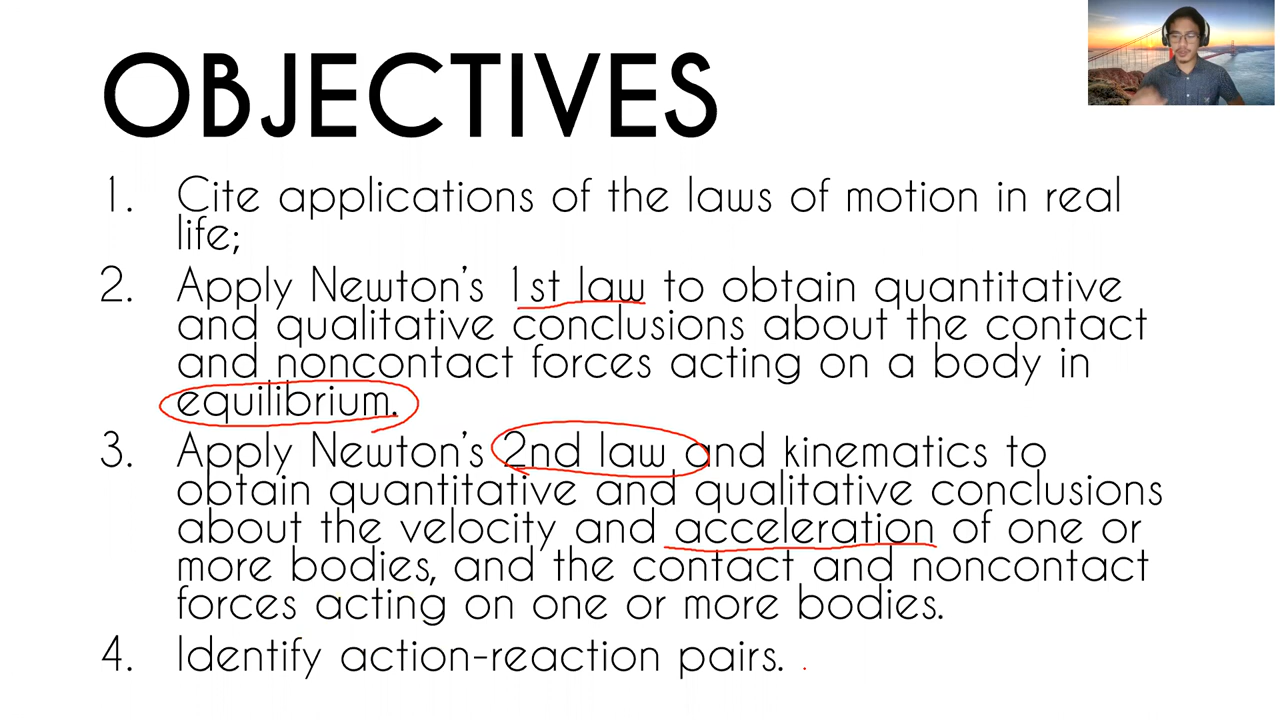 OBJECTIVES
1. Cite applications of the laws of motion in real
life;
2. Apply Newton's 1st law to obtain quantitative
and qualitative conclusions about the contact
and noncontact forces acting on a body in
equilibrium.
3. Apply Newton's 2nd law and kinematics to
obtain quantitative and qualitative conclusions
about the velocity and acceleration of one or
more bodies, and the contact and noncontact
forces acting on one or more bodies.
4. Identify action-reaction pairs.